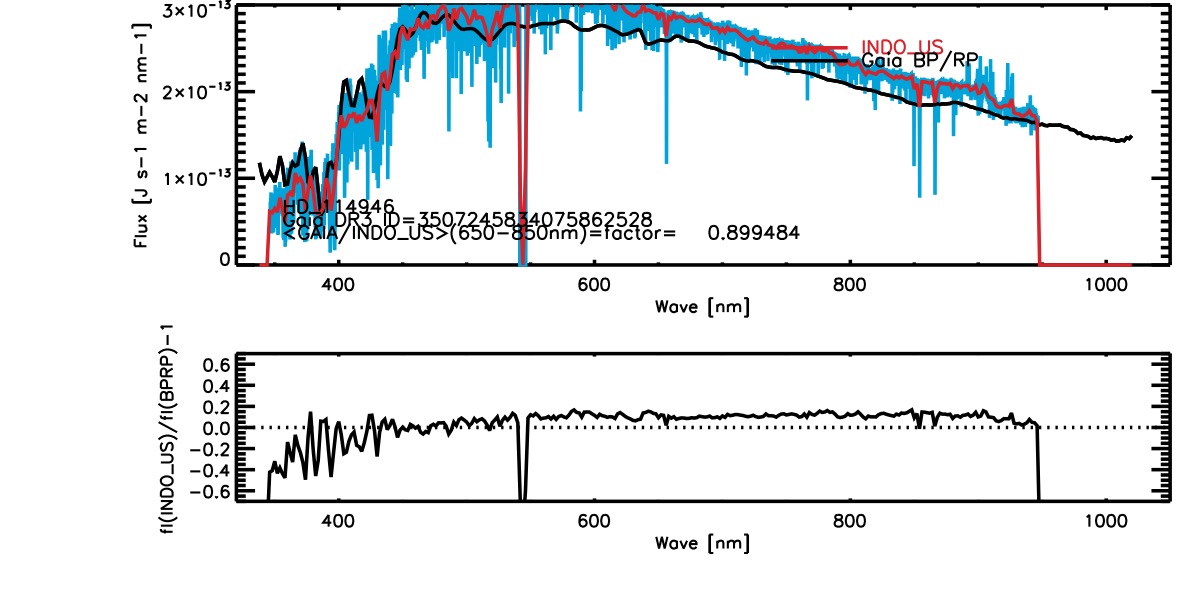 3×10−13
2×10−13
1×10−13
0
Flux [J s−1 m−2 nm−1]
INDO_US
Gaia BP/RP
HD_114946
Gaia DR3 ID=3507245834075862528
<GAIA/INDO_US>(650−850nm)=factor= 0.899484
400 600 800 1000
Wave [nm]
0.6
0.4
0.2
0.0
−0.2
−0.4
−0.6
fl(INDO_US)/fl(BPRP)−1
400 600 800 1000
Wave [nm]